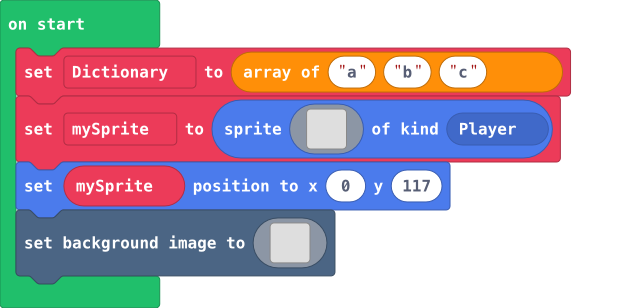 on start
set Dictionary to array of "a" "b" "c"
set mySprite to sprite of kind Player
set mySprite position to x 0 y 117
set background image to